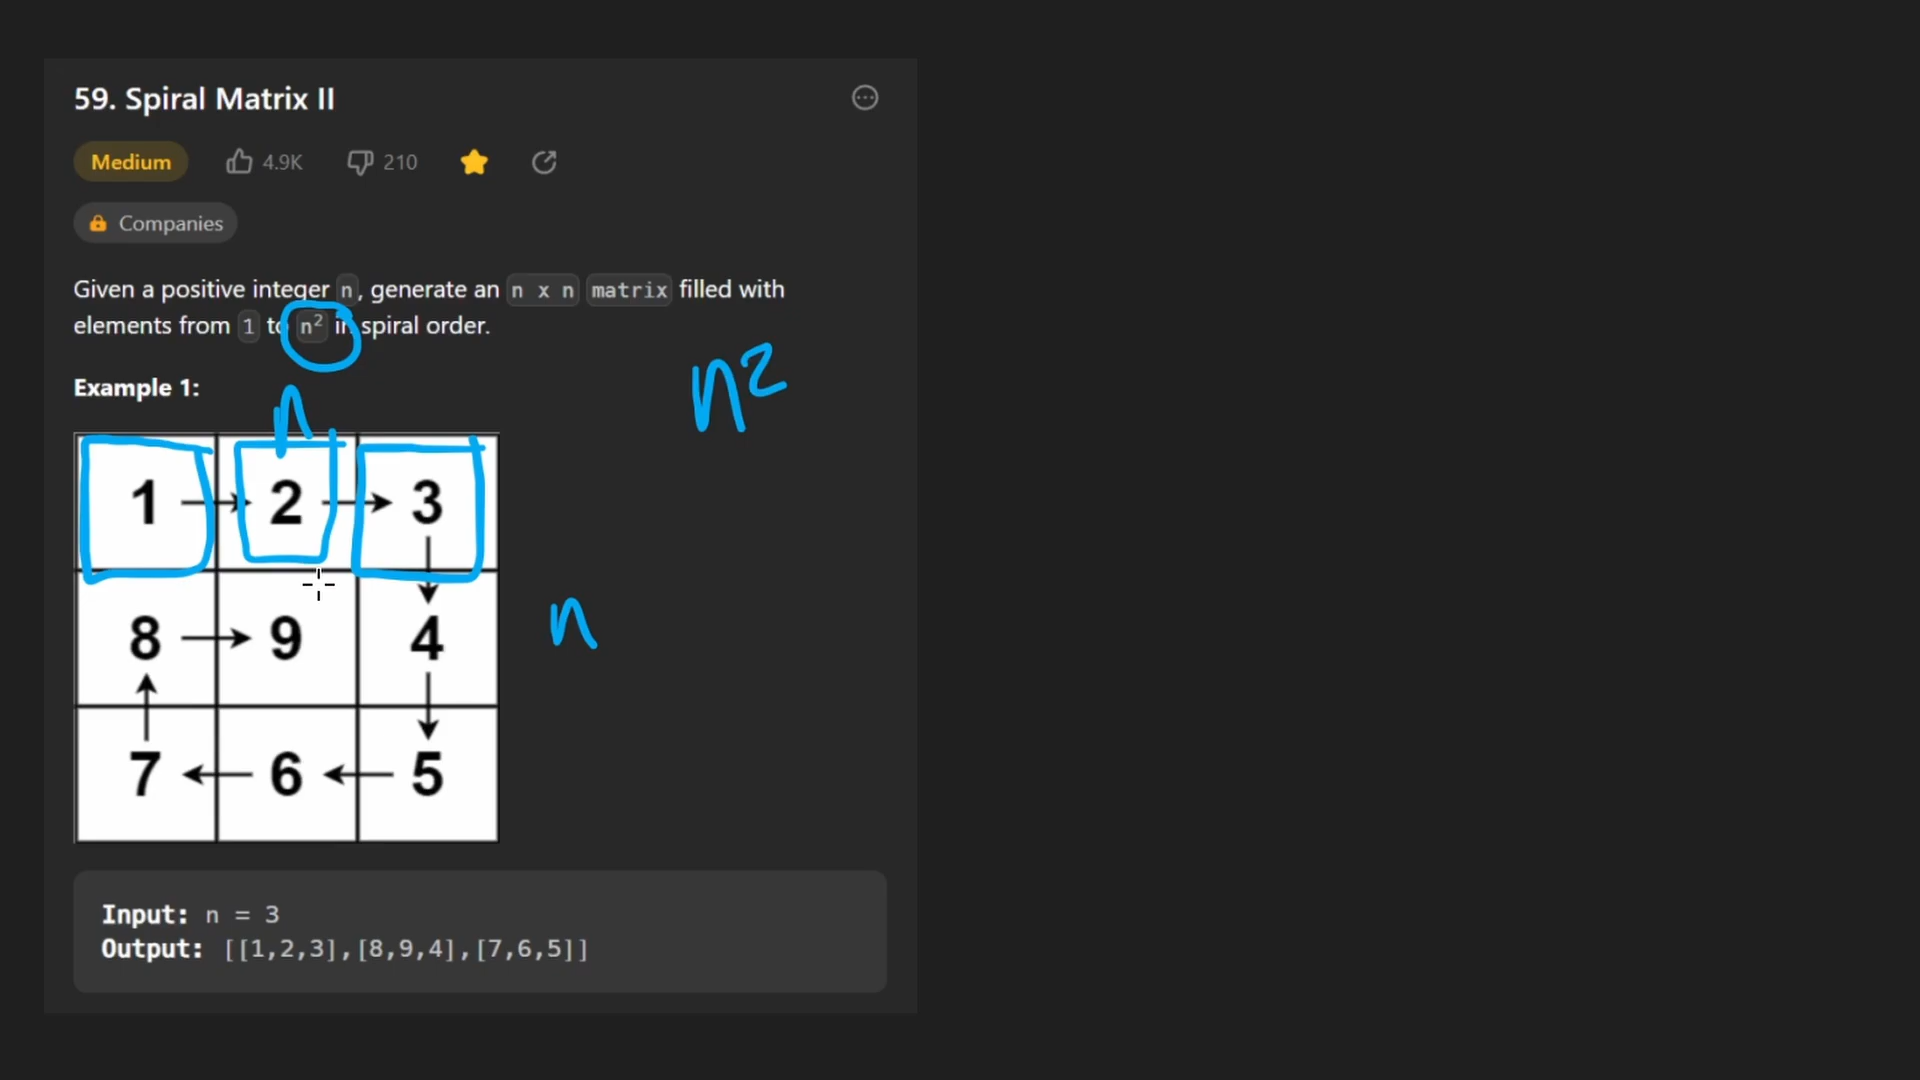 59. Spiral Matrix II
Medium 4.9K 210
Companies
Given a positive integer n, generate an n x n matrix filled with
elements from 1 to n² in spiral order.
n²
Example 1:
n
1 2 3
8 9 4
n
7 6 5
Input: n = 3
Output: [[1,2,3],[8,9,4],[7,6,5]]